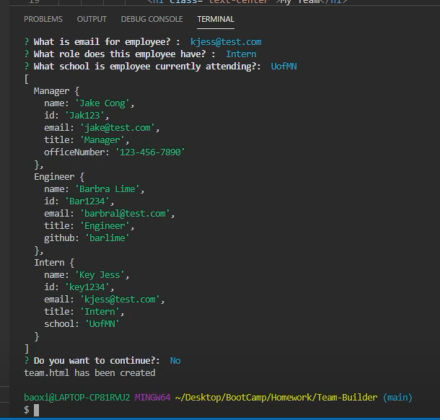 19 <h1 class="text-center">My Team</h1>
PROBLEMS OUTPUT DEBUG CONSOLE TERMINAL
? What is email for employee? : kjess@test.com
? What role does this employee have? : Intern
? What school is employee currently attending?: UofMN
[
Manager {
name: 'Jake Cong',
id: 'Jak123',
email: 'jake@test.com',
title: 'Manager',
officeNumber: '123-456-7890'
},
Engineer {
name: 'Barbra Lime',
id: 'Bar1234',
email: 'barbral@test.com',
title: 'Engineer',
github: 'barlime'
},
Intern {
name: 'Key Jess',
id: 'key1234',
email: 'kjess@test.com',
title: 'Intern',
school: 'UofMN'
}
]
? Do you want to continue?: No
team.html has been created
baoxi@LAPTOP-CP81RVU2 MINGW64 ~/Desktop/BootCamp/Homework/Team-Builder (main)
$